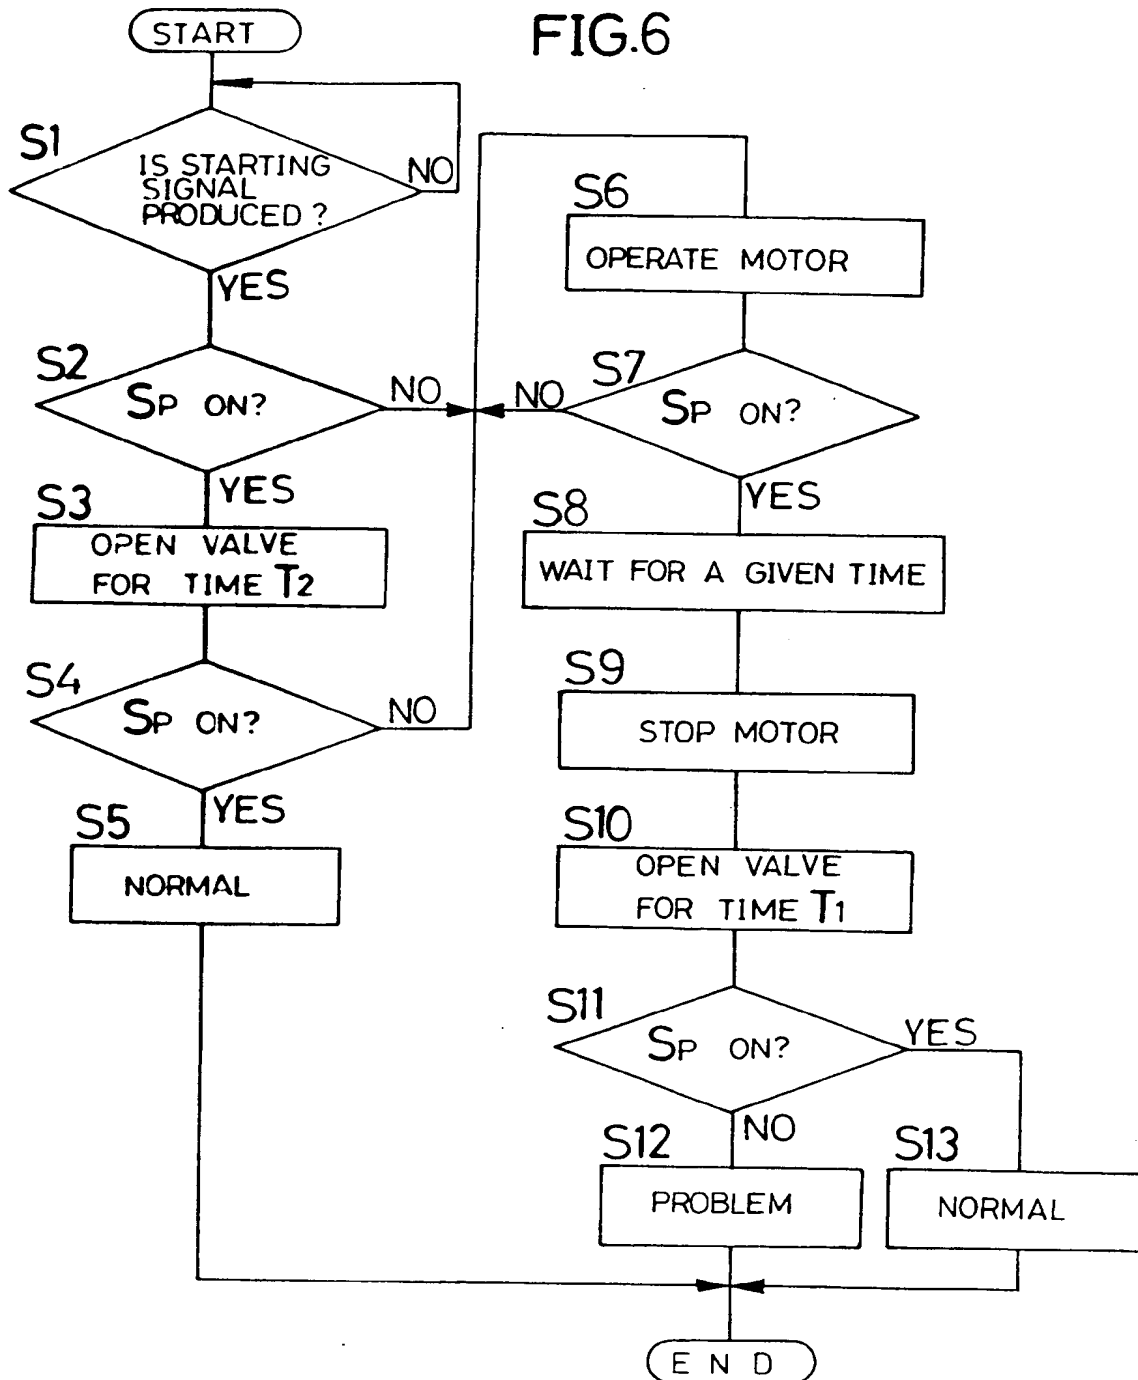 FIG.6
START
S1
IS STARTING
SIGNAL
PRODUCED?
NO
YES
S2
SP ON?
NO
YES
S3
OPEN VALVE
FOR TIME T2
S4
SP ON?
NO
YES
S5
NORMAL
S6
OPERATE MOTOR
S7
NO
SP ON?
YES
S8
WAIT FOR A GIVEN TIME
S9
STOP MOTOR
S10
OPEN VALVE
FOR TIME T1
S11
SP ON?
YES
NO
S12
PROBLEM
S13
NORMAL
END